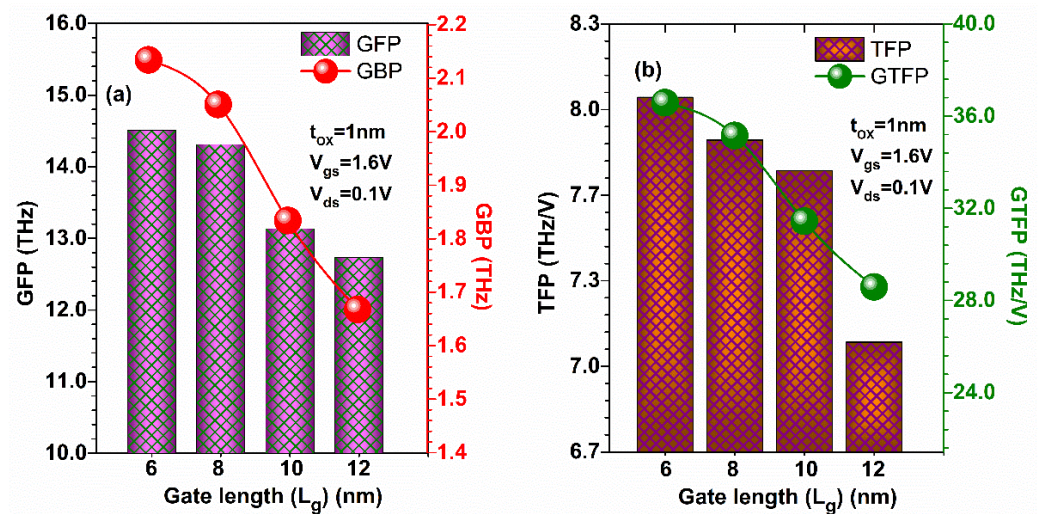 16.0
15.0
14.0
13.0
12.0
11.0
10.0
GFP (THz)
(a)
GFP
GBP
tox=1nm
Vgs=1.6V
Vds=0.1V
2.2
2.1
2.0
1.9
1.8
1.7
1.6
1.5
1.4
GBP (THz)
6 8 10 12
Gate length (Lg) (nm)
8.3
8.0
7.7
7.3
7.0
6.7
TFP (THz/V)
(b)
TFP
GTFP
tox=1nm
Vgs=1.6V
Vds=0.1V
40.0
36.0
32.0
28.0
24.0
GTFP (THz/V)
6 8 10 12
Gate length (Lg) (nm)